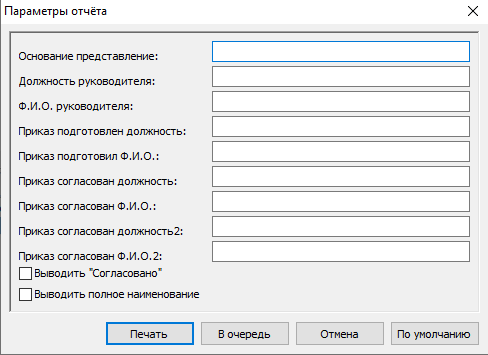 Параметры отчёта
Основание представление:
Должность руководителя:
Ф.И.О. руководителя:
Приказ подготовлен должность:
Приказ подготовил Ф.И.О.:
Приказ согласован должность:
Приказ согласован Ф.И.О.:
Приказ согласован должность2:
Приказ согласован Ф.И.О.2:
Выводить "Согласовано"
Выводить полное наименование
Печать В очередь Отмена По умолчанию